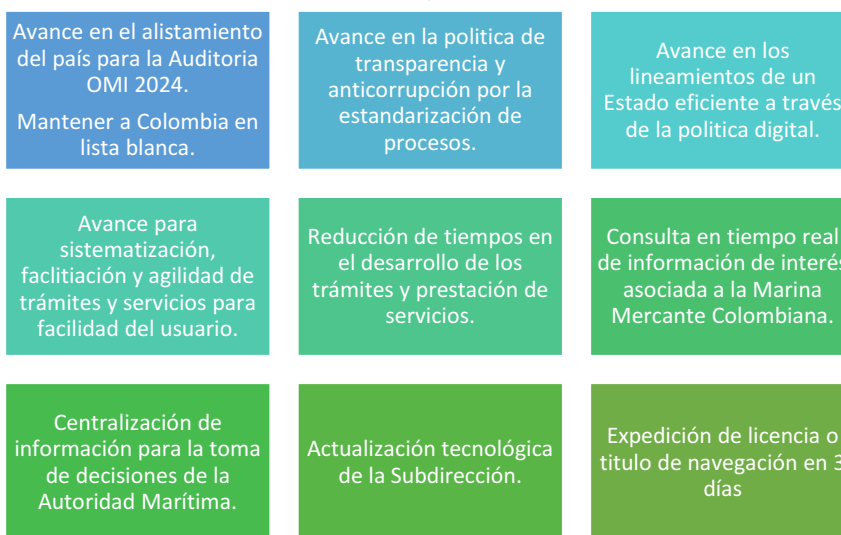 Avance en el alistamiento
del país para la Auditoria
OMI 2024.
Mantener a Colombia en
lista blanca.
Avance en la politica de
transparencia y
anticorrupción por la
estandarización de
procesos.
Avance en los
lineamientos de un
Estado eficiente a través
de la politica digital.
Avance para
sistematización,
faclitiación y agilidad de
trámites y servicios para
facilidad del usuario.
Reducción de tiempos en
el desarrollo de los
trámites y prestación de
servicios.
Consulta en tiempo real
de información de interés
asociada a la Marina
Mercante Colombiana.
Centralización de
información para la toma
de decisiones de la
Autoridad Marítima.
Actualización tecnológica
de la Subdirección.
Expedición de licencia o
titulo de navegación en 3
días